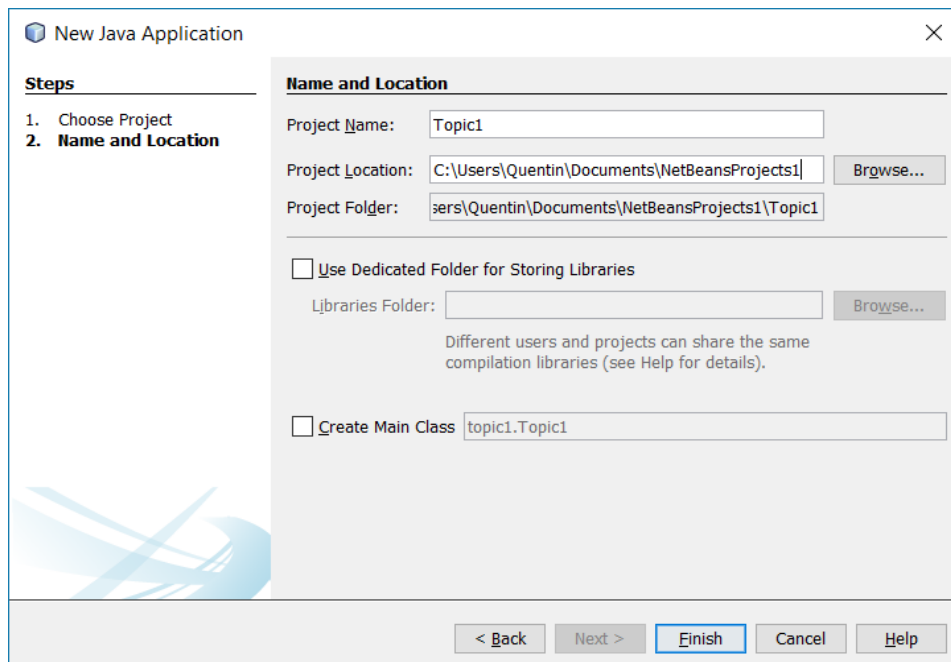 New Java Application
Steps
1. Choose Project
2. Name and Location
Name and Location
Project Name: Topic1
Project Location: C:\Users\Quentin\Documents\NetBeansProjects1 Browse...
Project Folder: sers\Quentin\Documents\NetBeansProjects1\Topic1
Use Dedicated Folder for Storing Libraries
Libraries Folder: Browse...
Different users and projects can share the same
compilation libraries (see Help for details).
Create Main Class topic1.Topic1
< Back Next > Finish Cancel Help